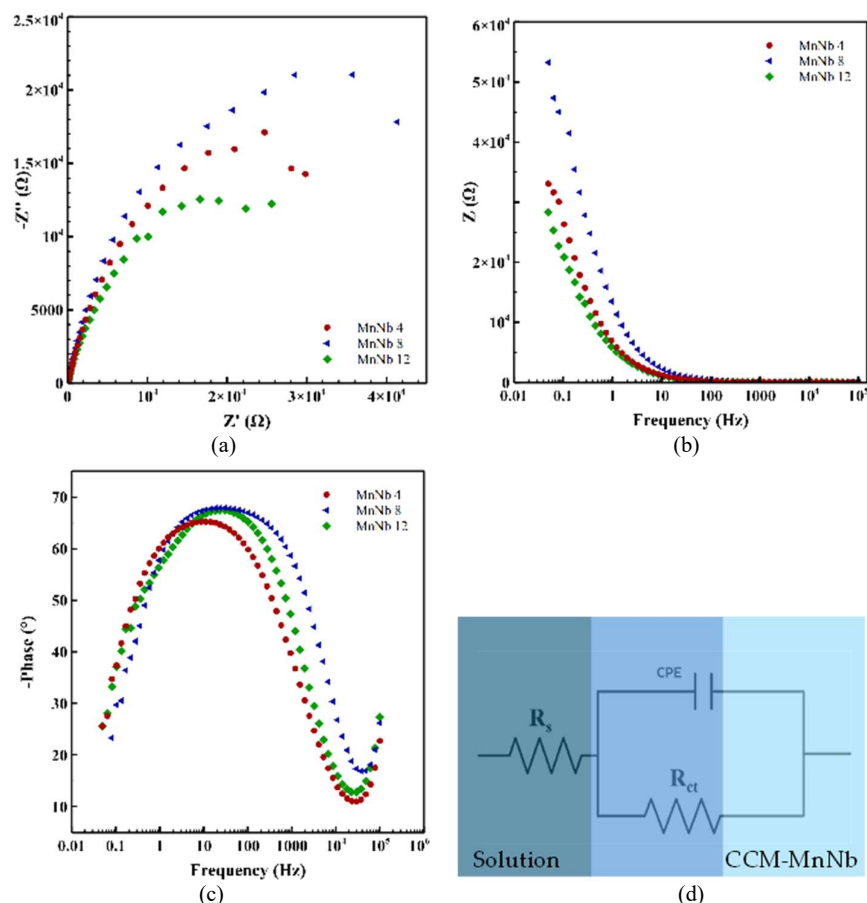 2.5×10⁴
2×10⁴
1.5×10⁴
10⁴
5000
0
-Z'' (Ω)
MnNb 4
MnNb 8
MnNb 12
0 10⁴ 2×10⁴ 3×10⁴ 4×10⁴
Z' (Ω)
(a)
MnNb 4
MnNb 8
MnNb 12
5×10⁴
4×10⁴
2×10⁴
10⁴
0
Z (Ω)
0.01 0.1 1 10 100 1000 10⁴ 10⁵
Frequency (Hz)
(b)
70
60
50
40
30
20
10
-Phase (°)
MnNb 4
MnNb 8
MnNb 12
0.01 0.1 1 10 100 1000 10⁴ 10⁵ 10⁶
Frequency (Hz)
(c)
CPE
Rs
Rct
Solution
CCM-MnNb
(d)